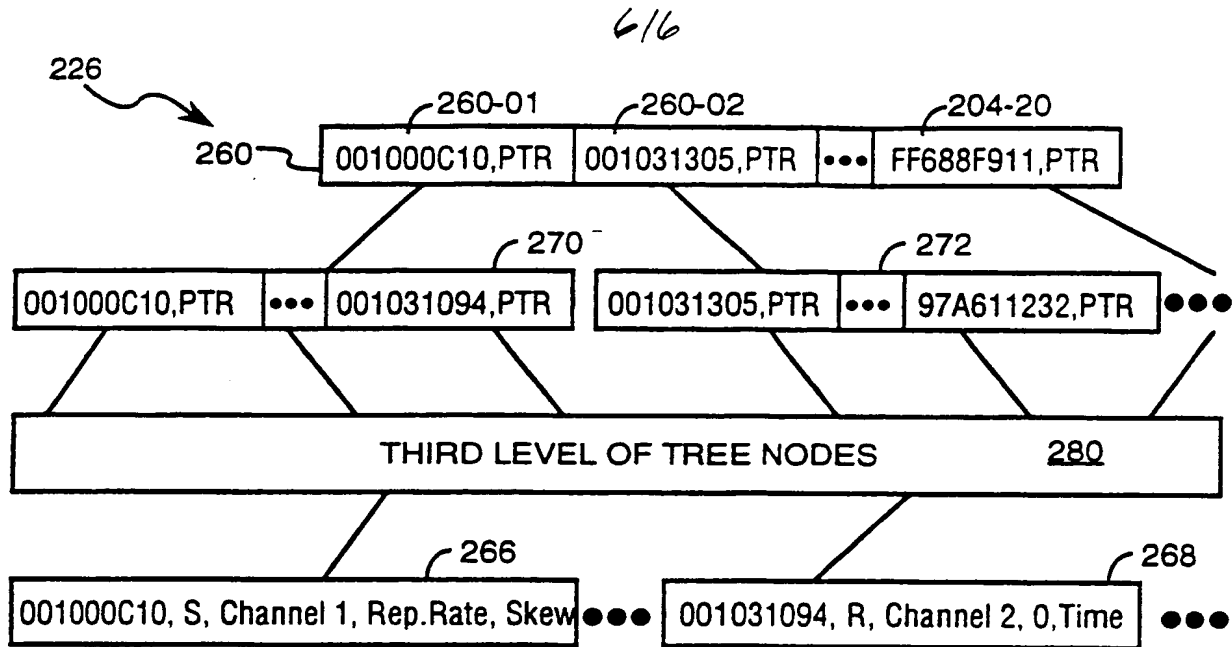 6/6
226
260-01 260-02 204-20
260 001000C10,PTR 001031305,PTR ••• FF688F911,PTR
270 272
001000C10,PTR ••• 001031094,PTR 001031305,PTR ••• 97A611232,PTR •••
THIRD LEVEL OF TREE NODES 280
266 268
001000C10, S, Channel 1, Rep.Rate, Skew ••• 001031094, R, Channel 2, 0,Time •••